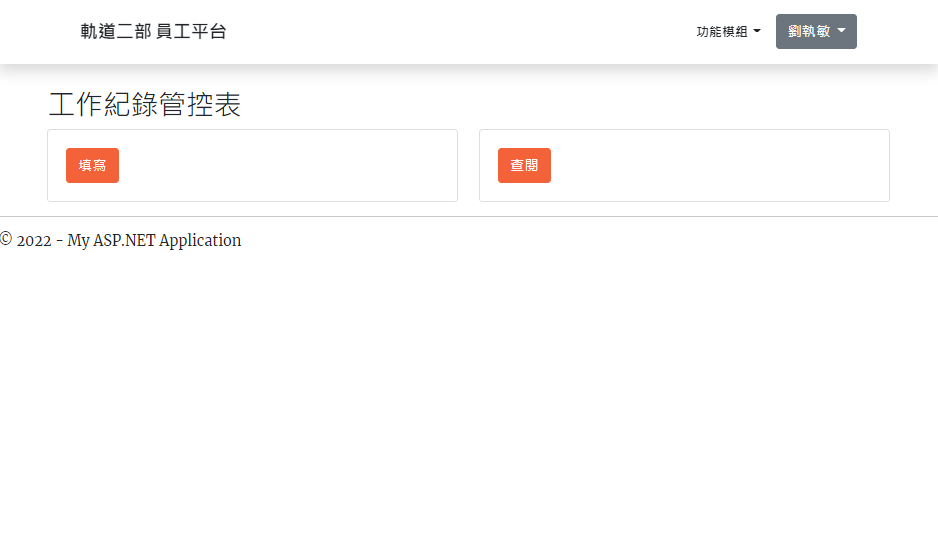 軌道二部 員工平台
功能模組
劉執敏
工作紀錄管控表
填寫
查閱
© 2022 - My ASP.NET Application